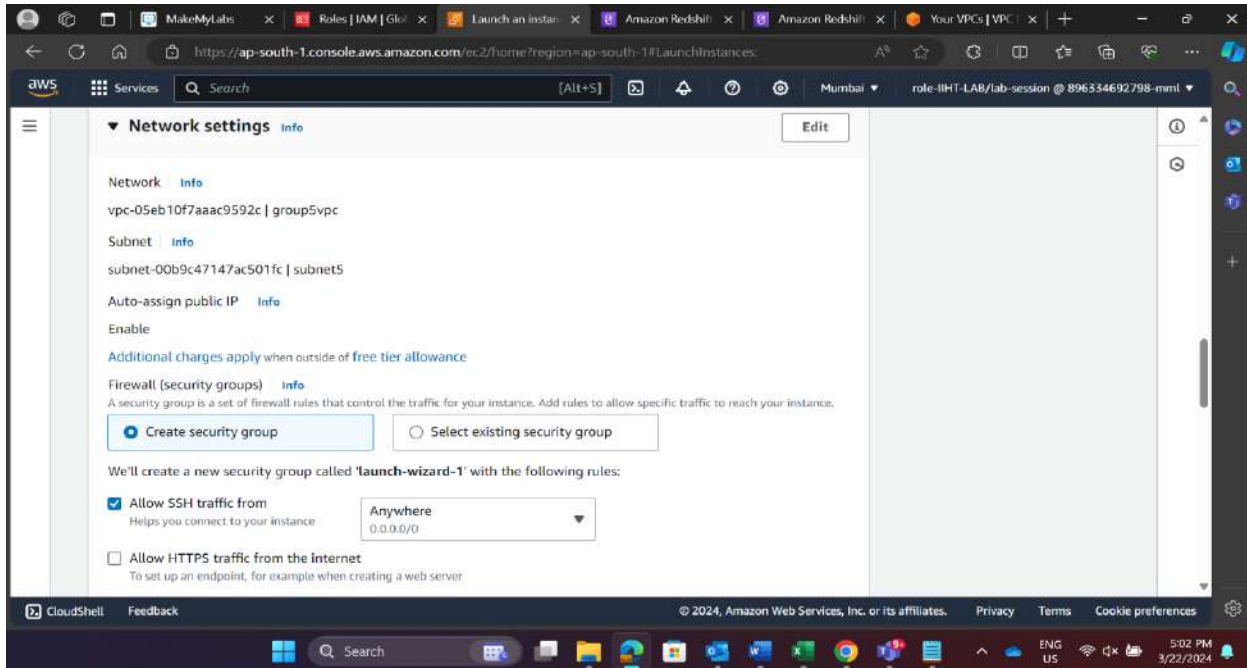 MakeMyLabs
Roles | IAM | Glol
Launch an instan
Amazon Redshift
Amazon Redshift
Your VPCs | VPC
https://ap-south-1.console.aws.amazon.com/ec2/home?region=ap-south-1#LaunchInstances:
aws
Services
Search
[Alt+S]
Mumbai
role-IIHT-LAB/lab-session @ 896334692798-mml
Network settings Info
Edit
Network Info
vpc-05eb10f7aaac9592c | group5vpc
Subnet Info
subnet-00b9c47147ac501fc | subnet5
Auto-assign public IP Info
Enable
Additional charges apply when outside of free tier allowance
Firewall (security groups) Info
A security group is a set of firewall rules that control the traffic for your instance. Add rules to allow specific traffic to reach your instance.
Create security group
Select existing security group
We'll create a new security group called 'launch-wizard-1' with the following rules:
Allow SSH traffic from
Helps you connect to your instance
Anywhere
0.0.0.0/0
Allow HTTPS traffic from the internet
To set up an endpoint, for example when creating a web server
CloudShell Feedback
© 2024, Amazon Web Services, Inc. or its affiliates. Privacy Terms Cookie preferences
Search
ENG
US
5:02 PM
3/22/2024